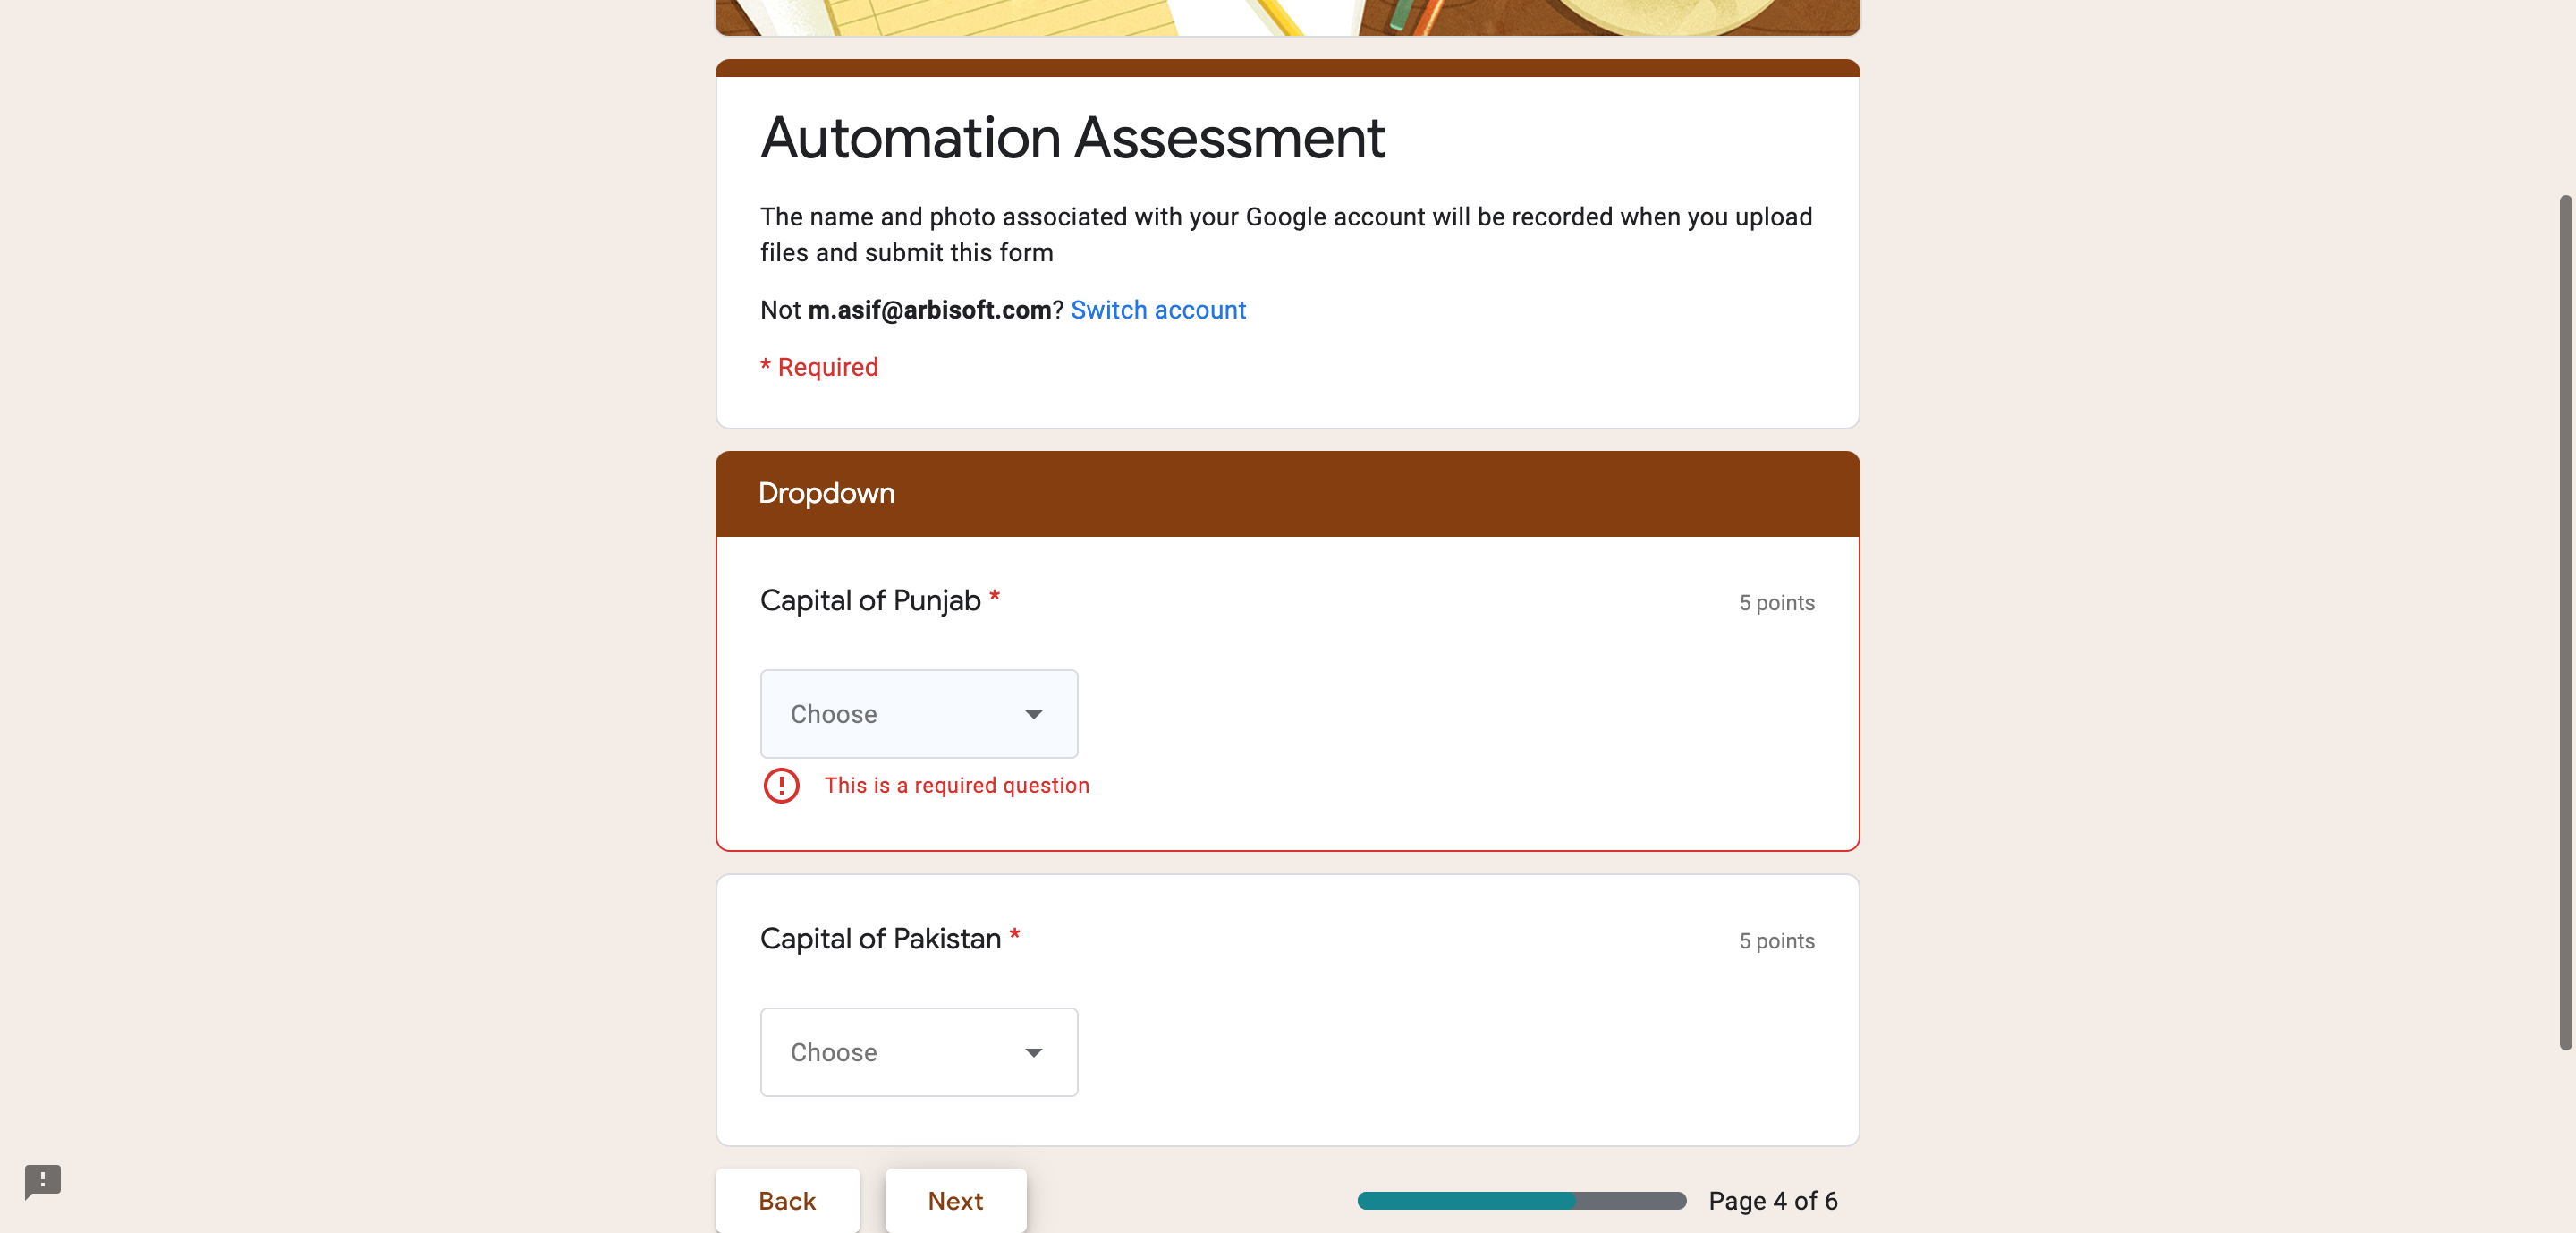 Automation Assessment
The name and photo associated with your Google account will be recorded when you upload
files and submit this form
Not m.asif@arbisoft.com? Switch account
* Required
Dropdown
Capital of Punjab *
5 points
Choose
This is a required question
Capital of Pakistan *
5 points
Choose
Back
Next
Page 4 of 6